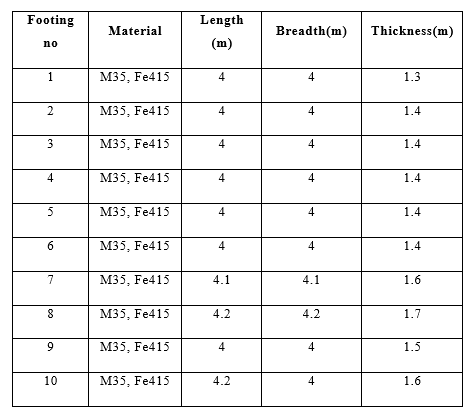 Footing no Material Length (m) Breadth(m) Thickness(m)
1 M35, Fe415 4 4 1.3
2 M35, Fe415 4 4 1.4
3 M35, Fe415 4 4 1.4
4 M35, Fe415 4 4 1.4
5 M35, Fe415 4 4 1.4
6 M35, Fe415 4 4 1.4
7 M35, Fe415 4.1 4.1 1.6
8 M35, Fe415 4.2 4.2 1.7
9 M35, Fe415 4 4 1.5
10 M35, Fe415 4.2 4 1.6